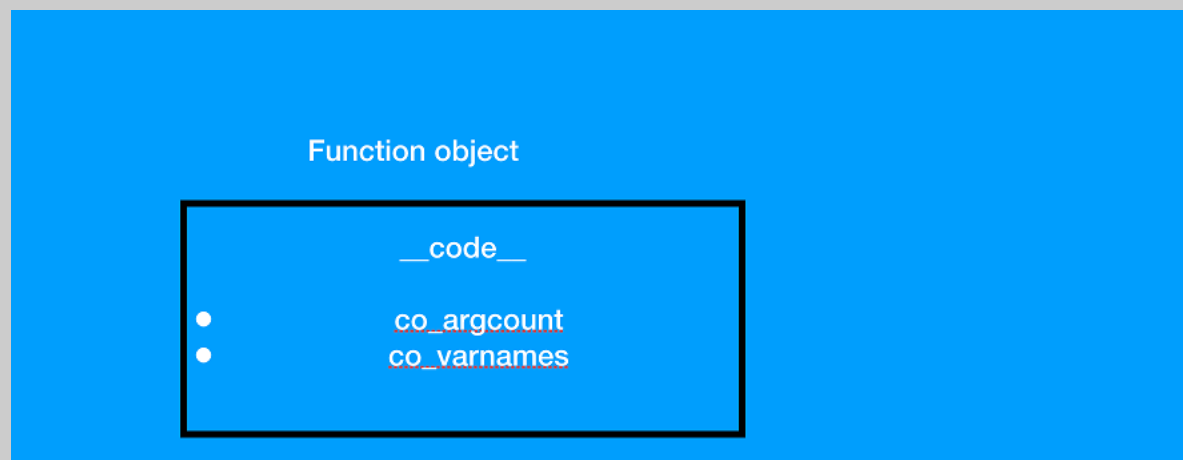 Function object
__code__
co_argcount
co_varnames